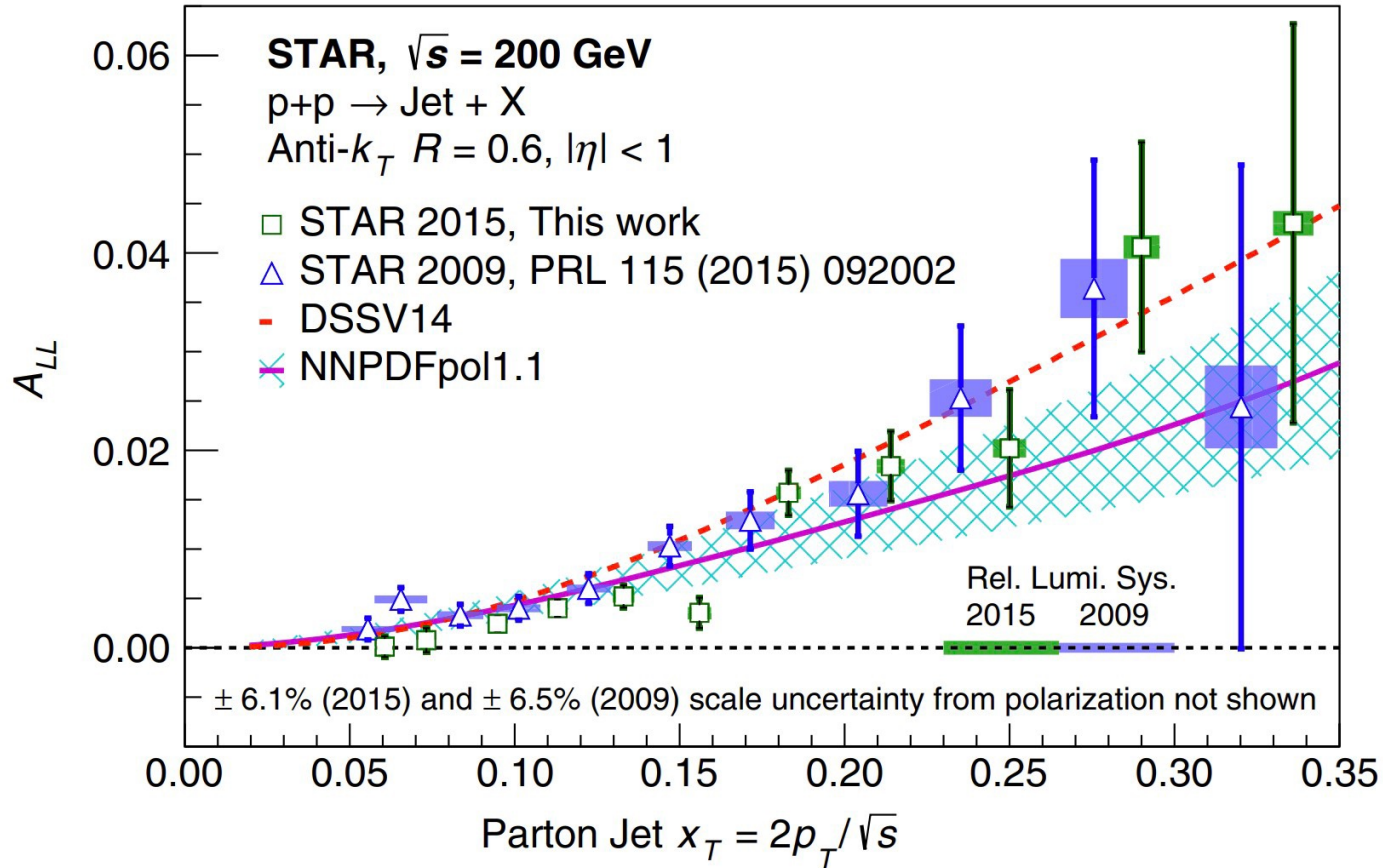 STAR, √s = 200 GeV
p+p → Jet + X
Anti-k_T R = 0.6, |η| < 1
STAR 2015, This work
STAR 2009, PRL 115 (2015) 092002
DSSV14
NNPDFpol1.1
0.06
0.04
0.02
0.00
A_LL
Rel. Lumi. Sys.
2015 2009
± 6.1% (2015) and ± 6.5% (2009) scale uncertainty from polarization not shown
0.00 0.05 0.10 0.15 0.20 0.25 0.30 0.35
Parton Jet x_T = 2p_T/√s